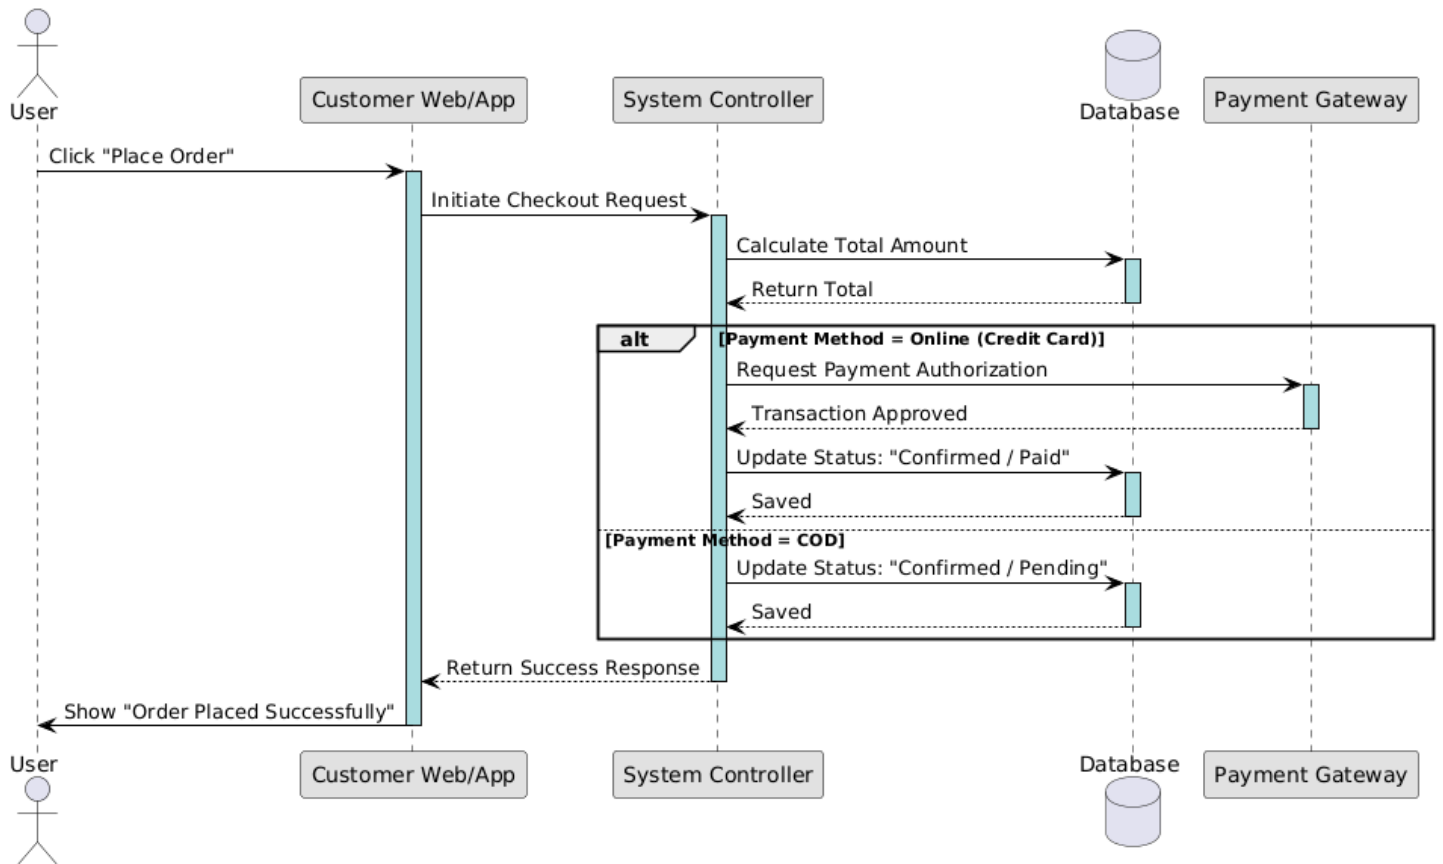 User
Customer Web/App
System Controller
Database
Payment Gateway
Click "Place Order"
Initiate Checkout Request
Calculate Total Amount
Return Total
alt
[Payment Method = Online (Credit Card)]
Request Payment Authorization
Transaction Approved
Update Status: "Confirmed / Paid"
Saved
[Payment Method = COD]
Update Status: "Confirmed / Pending"
Saved
Return Success Response
Show "Order Placed Successfully"
User
Customer Web/App
System Controller
Database
Payment Gateway